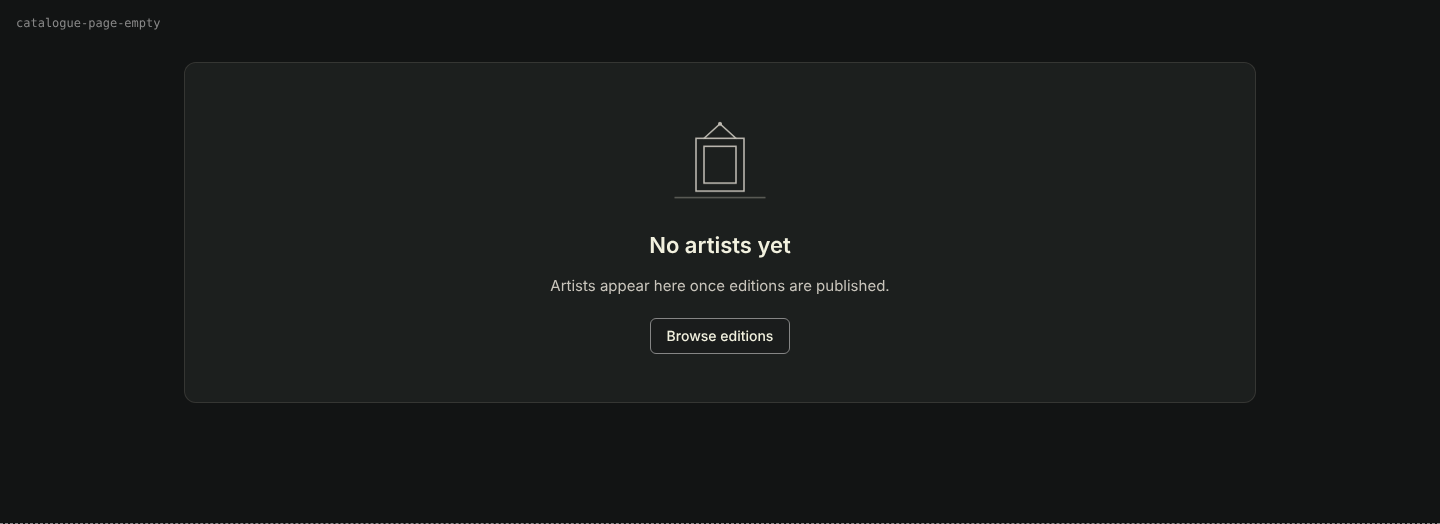 catalogue-page-empty
No artists yet
Artists appear here once editions are published.
Browse editions